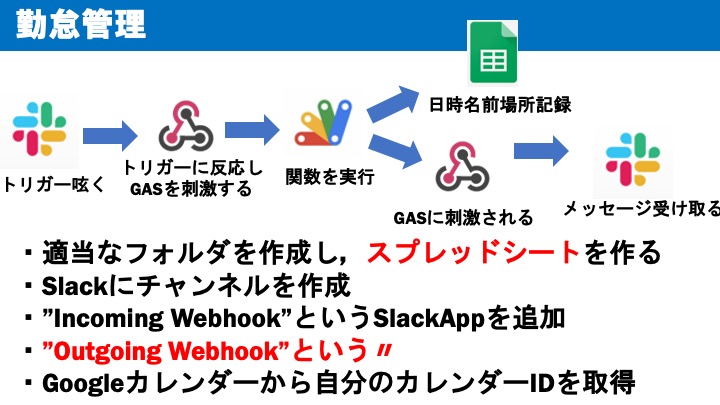 勤怠管理
日時名前場所記録
トリガー呟く
トリガーに反応し
GASを刺激する
関数を実行
GASに刺激される
メッセージ受け取る
・適当なフォルダを作成し，スプレッドシートを作る
・Slackにチャンネルを作成
・”Incoming Webhook”というSlackAppを追加
・”Outgoing Webhook”という〃
・Googleカレンダーから自分のカレンダーIDを取得